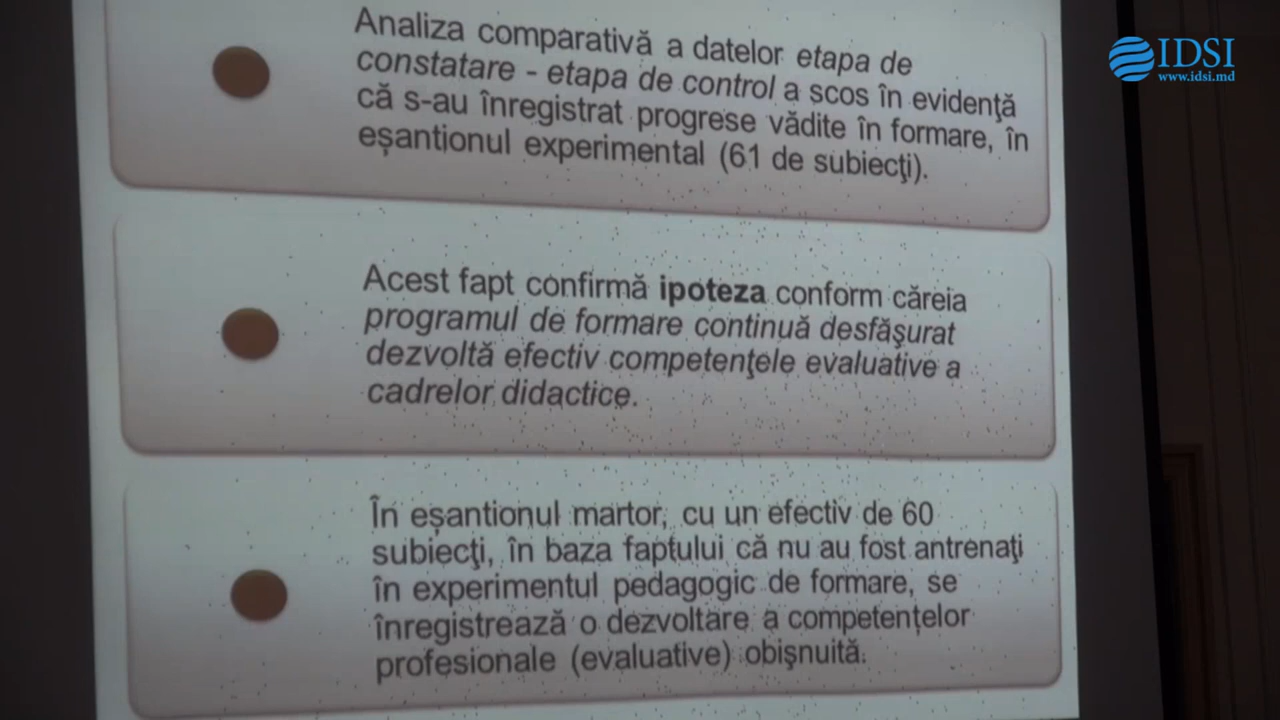 IDSI
www.idsi.md
Analiza comparativă a datelor etapa de
constatare - etapa de control a scos în evidenţă
că s-au înregistrat progrese vădite în formare, în
eșantionul experimental (61 de subiecţi).
Acest fapt confirmă ipoteza conform căreia
programul de formare continuă desfăşurat
dezvoltă efectiv competenţele evaluative a
cadrelor didactice.
În eșantionul martor, cu un efectiv de 60
subiecţi, în baza faptului că nu au fost antrenaţi
în experimentul pedagogic de formare, se
înregistrează o dezvoltare a competențelor
profesionale (evaluative) obişnuită.